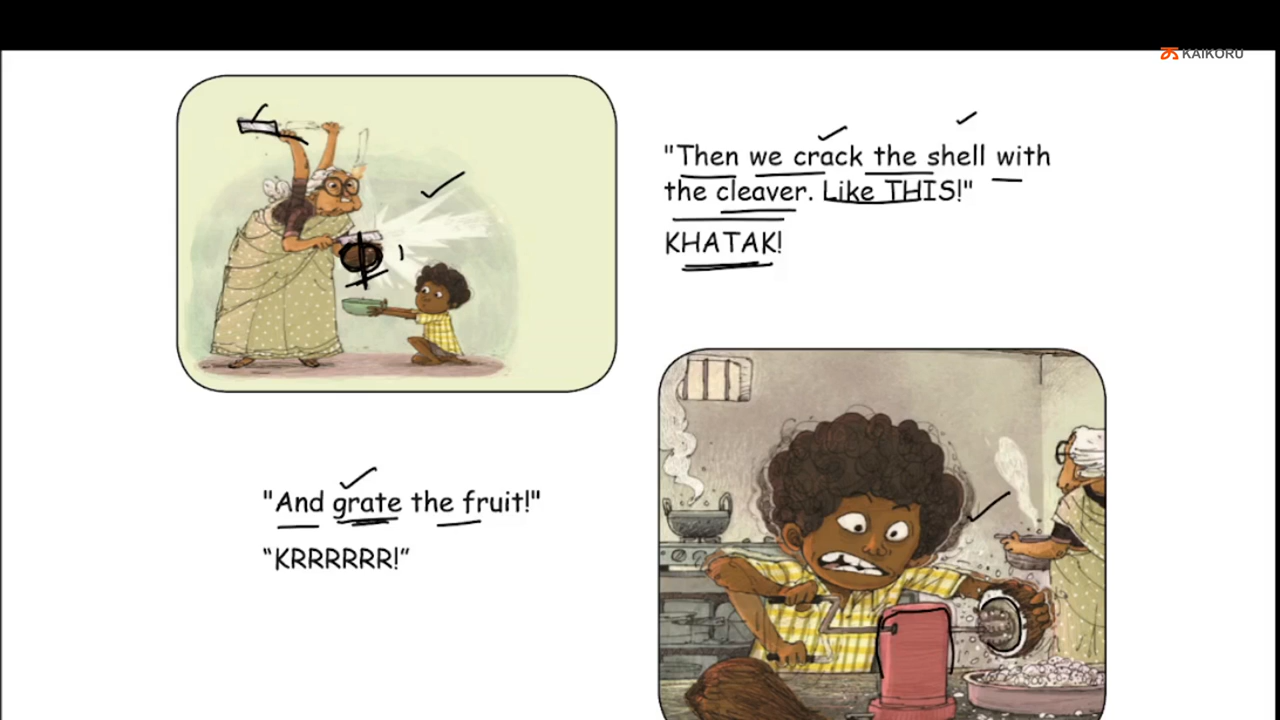 KAIKORU
"Then we crack the shell with
the cleaver. Like THIS!"
KHATAK!
"And grate the fruit!"
“KRRRRRR!”